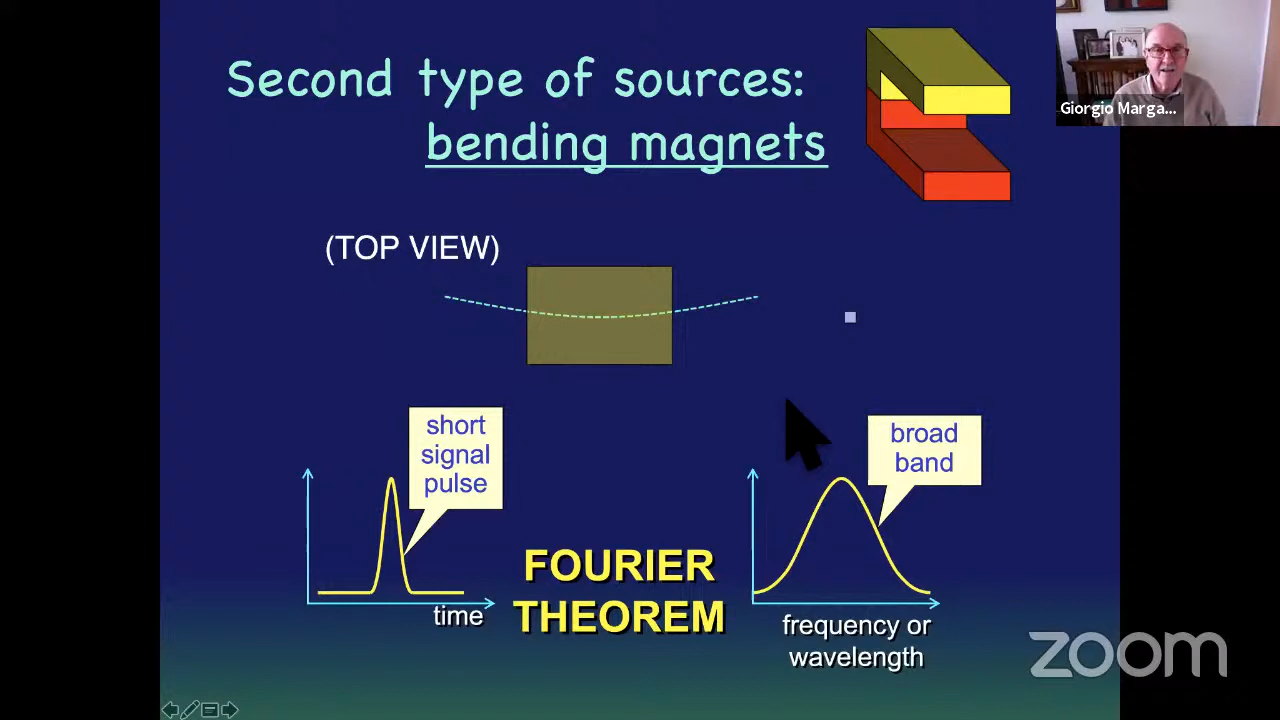 Second type of sources:
bending magnets
Giorgio Marga...
(TOP VIEW)
short
signal
pulse
broad
band
FOURIER
THEOREM
time
frequency or
wavelength
zoom